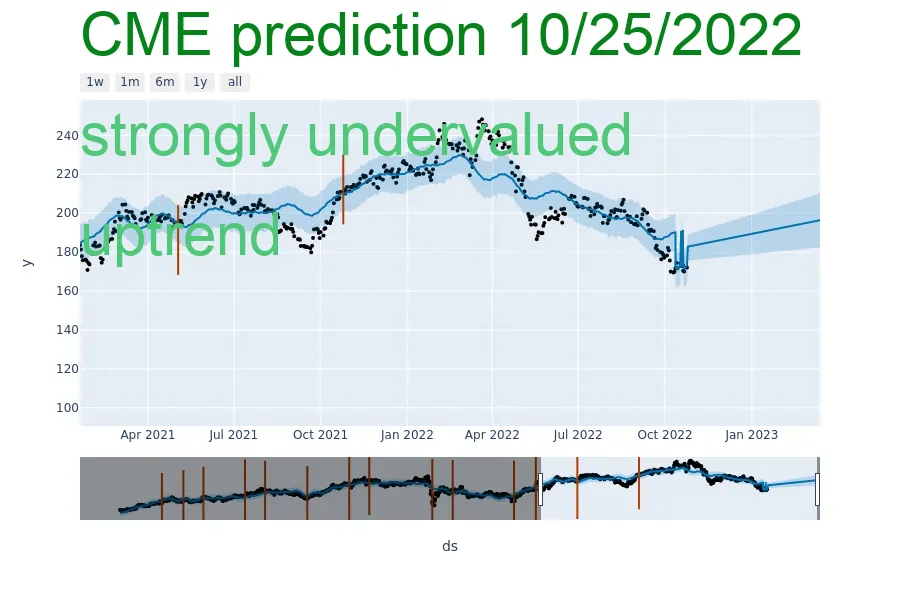 CME prediction 10/25/2022
1w 1m 6m 1y all
strongly undervalued
uptrend
240
220
200
180
160
140
120
100
y
Apr 2021 Jul 2021 Oct 2021 Jan 2022 Apr 2022 Jul 2022 Oct 2022 Jan 2023
ds